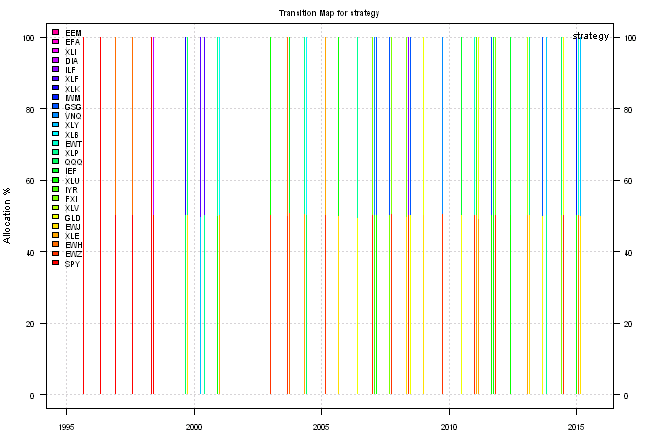 Transition Map for strategy
strategy
100
80
60
40
20
0
Allocation %
EEM
EFA
XLI
DIA
ILF
XLF
XLK
IWM
GSG
VNQ
XLY
XLB
EWT
XLP
QQQ
IEF
XLU
IYR
FXI
XLV
GLD
EWJ
XLE
EWH
EWZ
SPY
100
80
60
40
20
0
1995
2000
2005
2010
2015